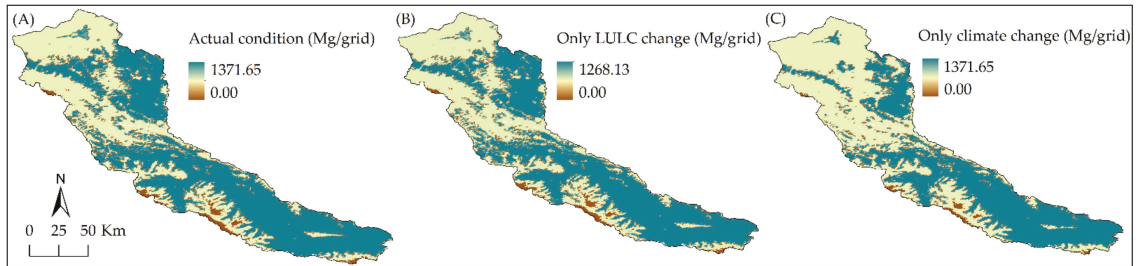 (A)
Actual condition (Mg/grid)
1371.65
0.00
N
0 25 50 Km
(B)
Only LULC change (Mg/grid)
1268.13
0.00
(C)
Only climate change (Mg/grid)
1371.65
0.00